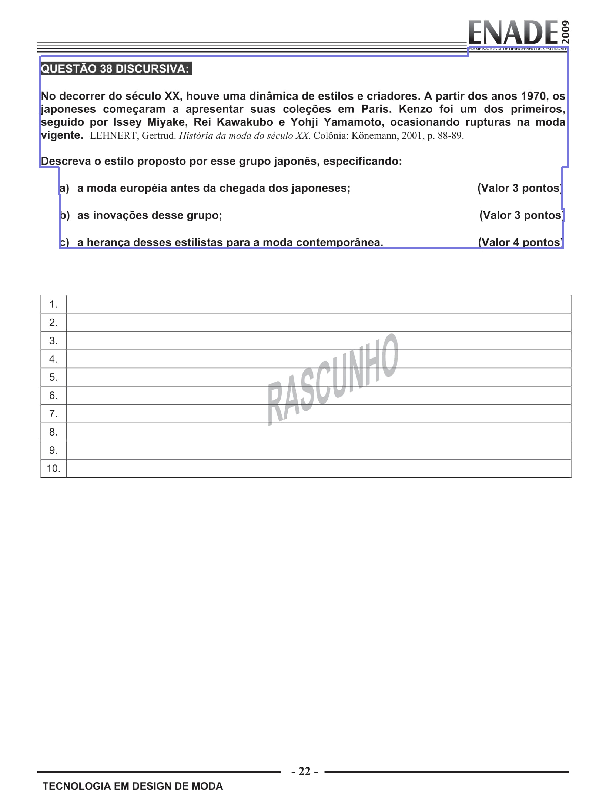 ENADE 2009
QUESTÃO 38 DISCURSIVA:
No decorrer do século XX, houve uma dinâmica de estilos e criadores. A partir dos anos 1970, os
japoneses começaram a apresentar suas coleções em Paris. Kenzo foi um dos primeiros,
seguido por Issey Miyake, Rei Kawakubo e Yohji Yamamoto, ocasionando rupturas na moda
vigente. LEHNERT, Gertrud. História da moda do século XX. Colônia: Könemann, 2001, p. 88-89.
Descreva o estilo proposto por esse grupo japonês, especificando:
a) a moda européia antes da chegada dos japoneses; (Valor 3 pontos)
b) as inovações desse grupo; (Valor 3 pontos)
c) a herança desses estilistas para a moda contemporânea. (Valor 4 pontos)
1.
2.
3.
4.
5.
6.
7.
8.
9.
10.
RASCUNHO
- 22 -
TECNOLOGIA EM DESIGN DE MODA